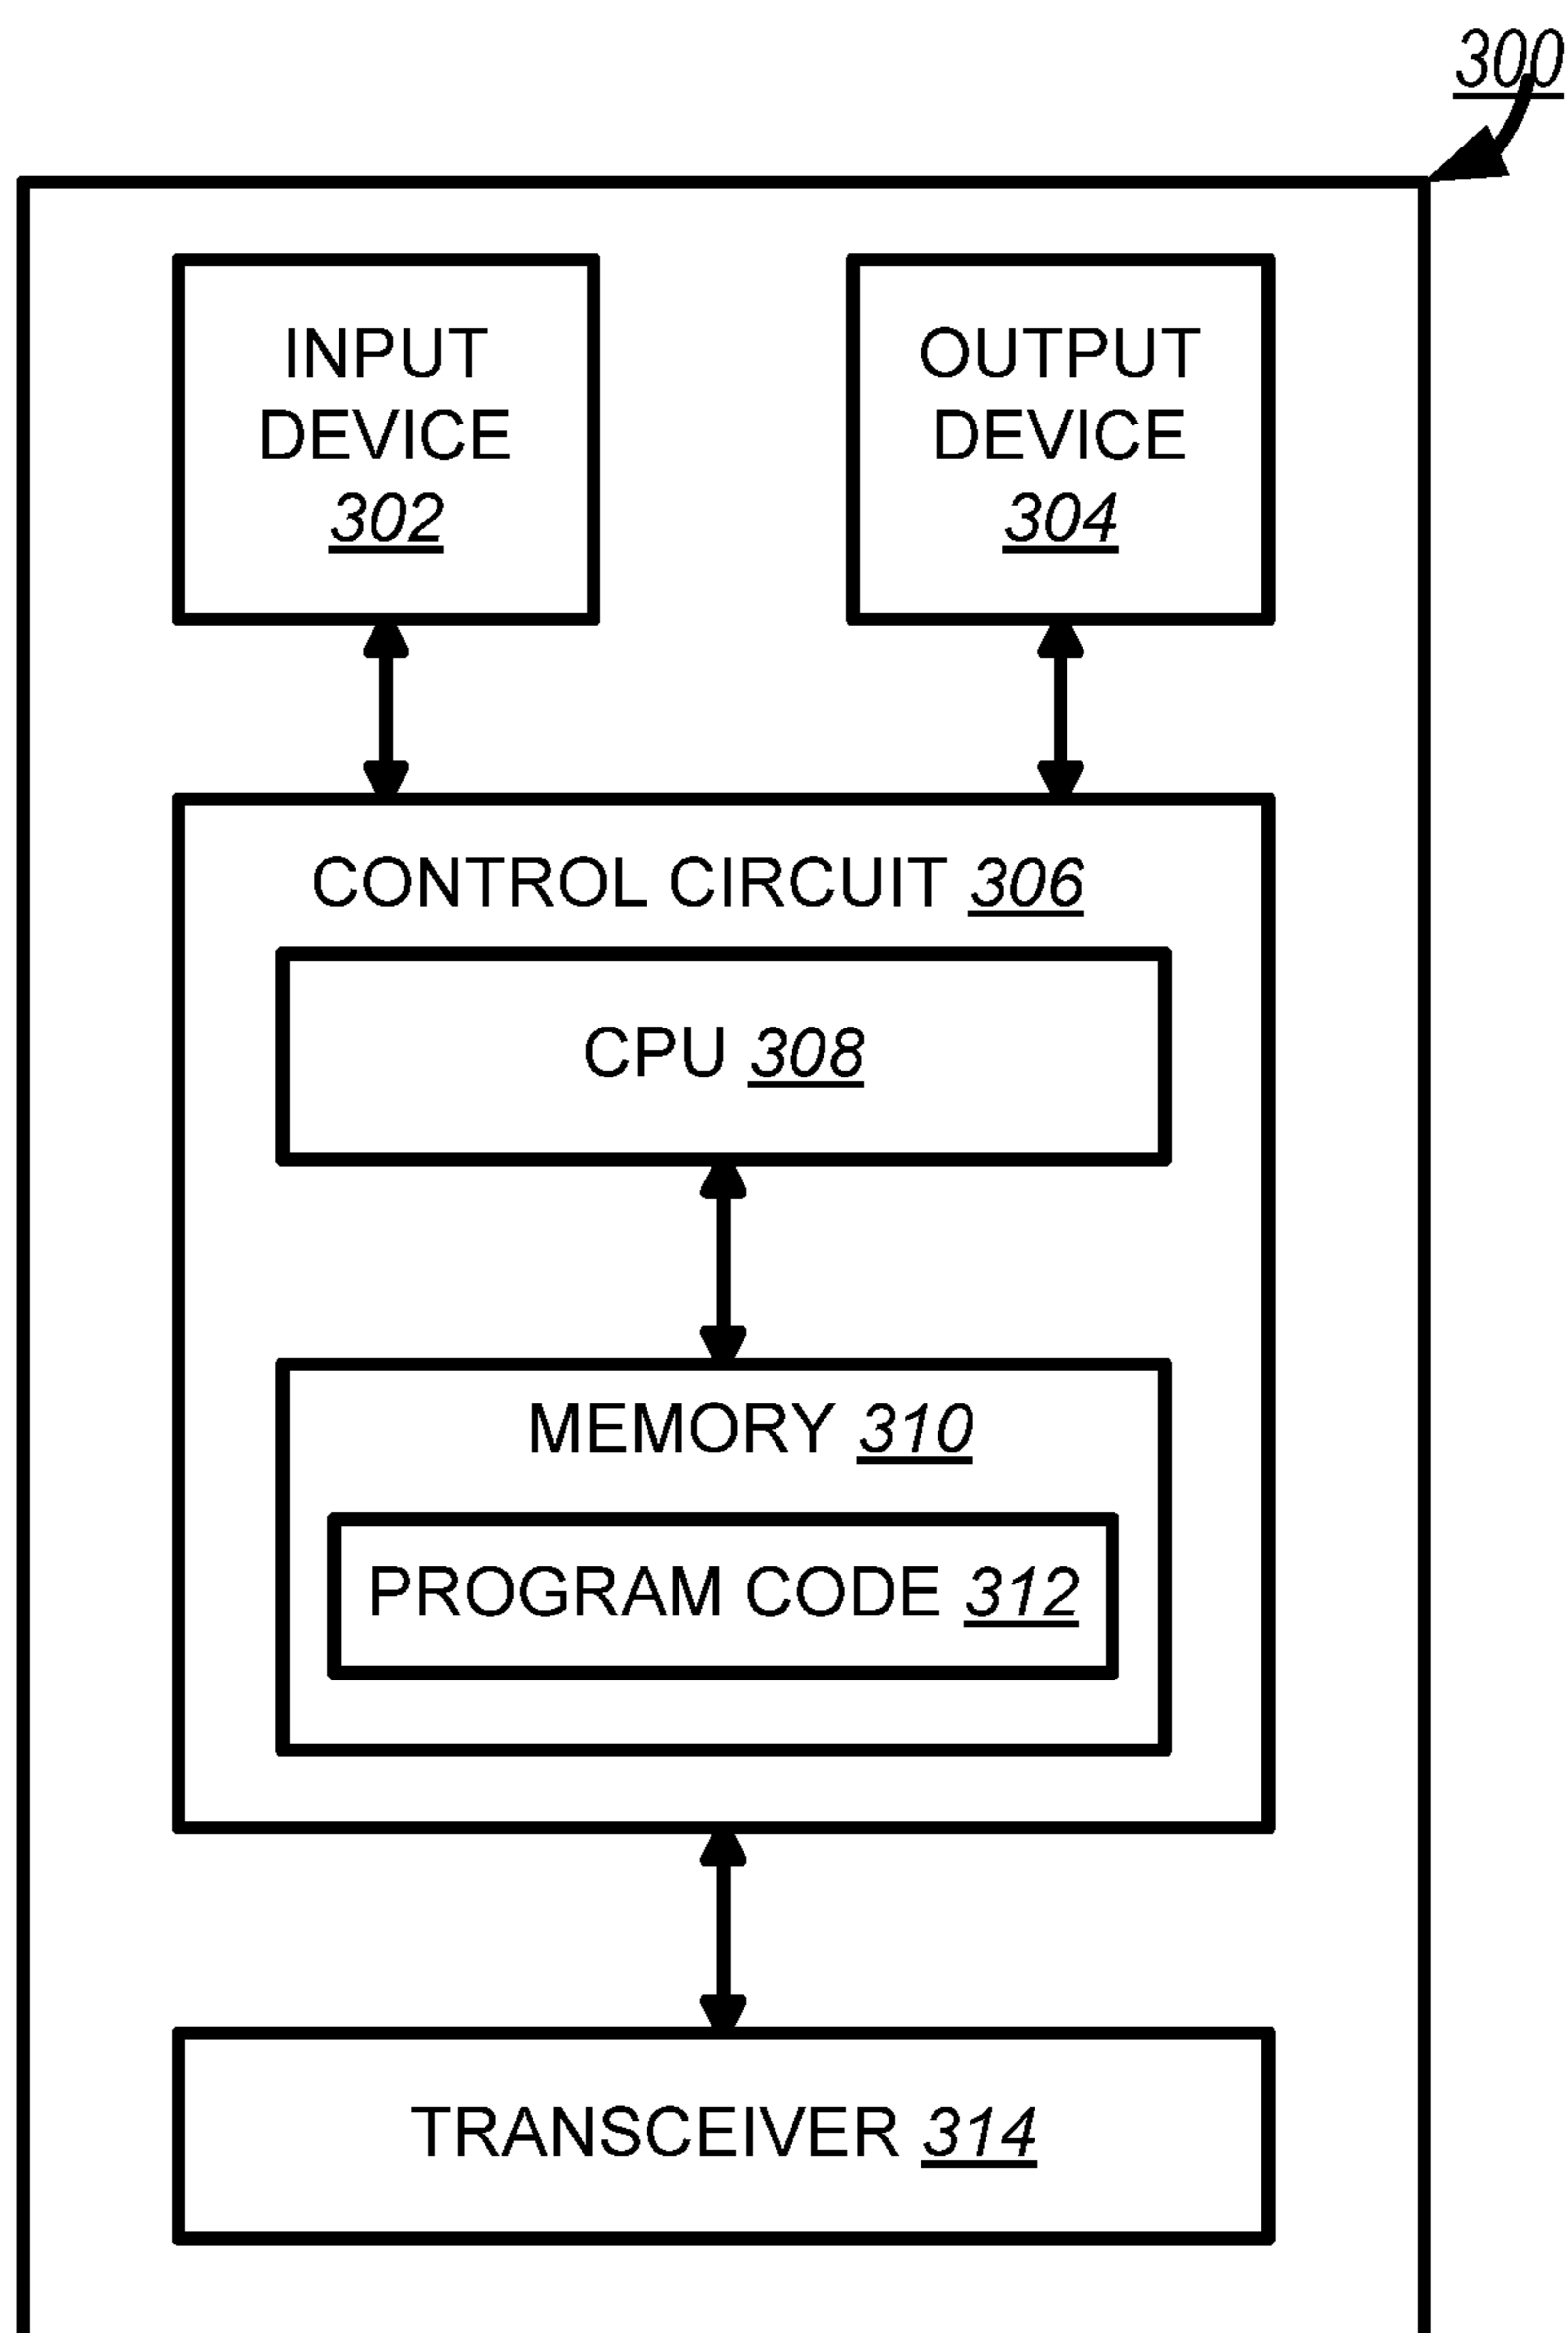 300
INPUT
DEVICE
302
OUTPUT
DEVICE
304
CONTROL CIRCUIT 306
CPU 308
MEMORY 310
PROGRAM CODE 312
TRANSCEIVER 314